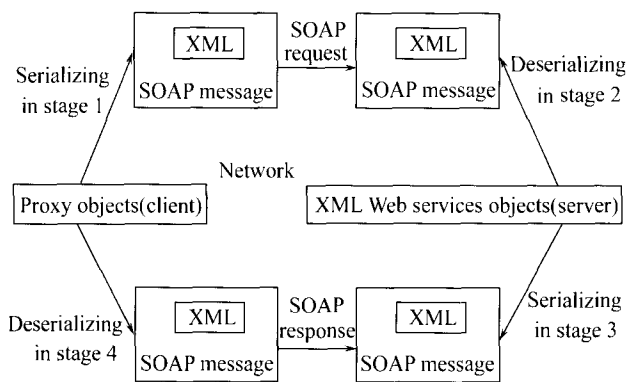 XML
SOAP message
SOAP
request
XML
SOAP message
Serializing
in stage 1
Deserializing
in stage 2
Network
Proxy objects(client)
XML Web services objects(server)
Deserializing
in stage 4
XML
SOAP message
SOAP
response
XML
SOAP message
Serializing
in stage 3